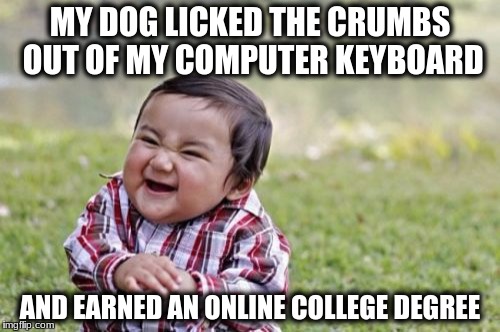 MY DOG LICKED THE CRUMBS
OUT OF MY COMPUTER KEYBOARD
AND EARNED AN ONLINE COLLEGE DEGREE
imgflip.com